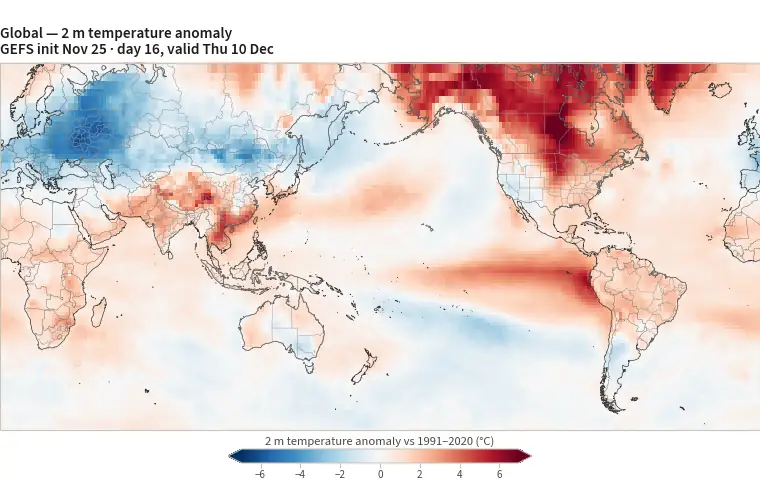 Global — 2 m temperature anomaly
GEFS init Nov 25 · day 16, valid Thu 10 Dec
2 m temperature anomaly vs 1991–2020 (°C)
−6 −4 −2 0 2 4 6